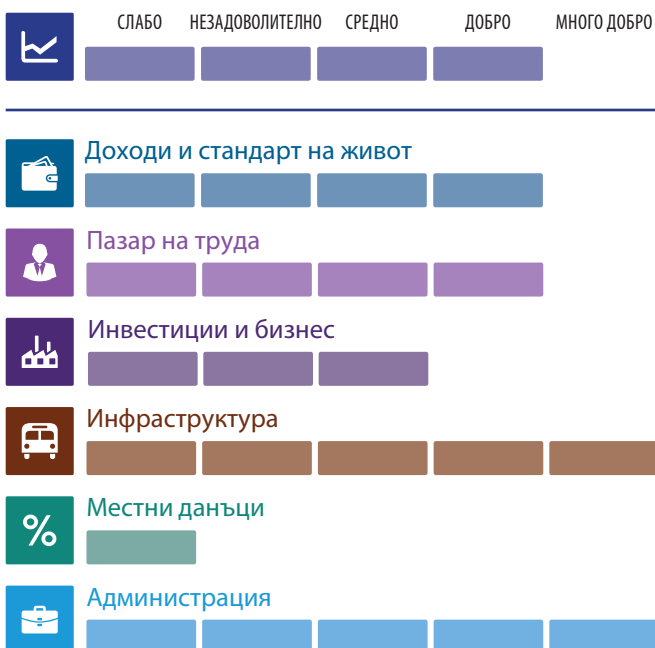 СЛАБО НЕЗАДОВОЛИТЕЛНО СРЕДНО ДОБРО МНОГО ДОБРО
Доходи и стандарт на живот
Пазар на труда
Инвестиции и бизнес
Инфраструктура
%
Местни данъци
Администрация